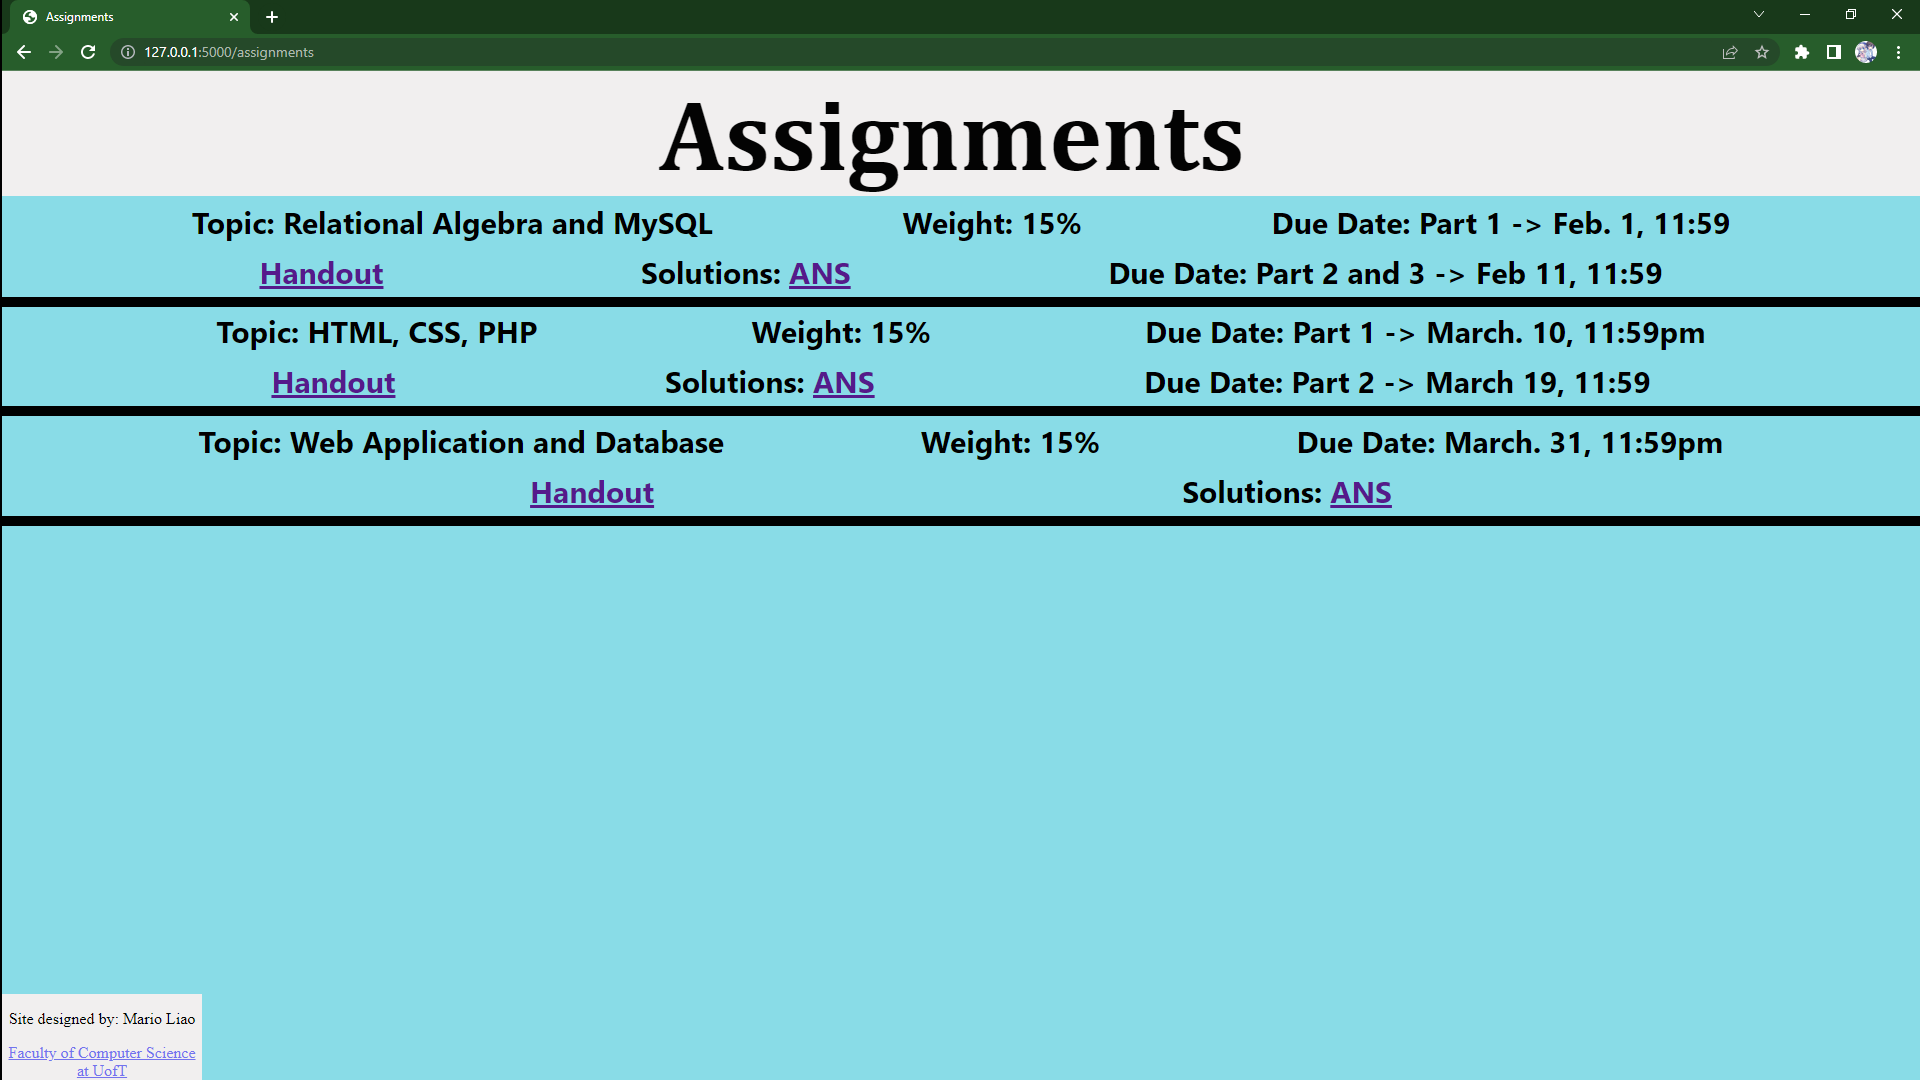 Assignments
127.0.0.1:5000/assignments
Assignments
Topic: Relational Algebra and MySQL Weight: 15% Due Date: Part 1 -> Feb. 1, 11:59
Handout Solutions: ANS Due Date: Part 2 and 3 -> Feb 11, 11:59
Topic: HTML, CSS, PHP Weight: 15% Due Date: Part 1 -> March. 10, 11:59pm
Handout Solutions: ANS Due Date: Part 2 -> March 19, 11:59
Topic: Web Application and Database Weight: 15% Due Date: March. 31, 11:59pm
Handout Solutions: ANS
Site designed by: Mario Liao
Faculty of Computer Science
at UofT